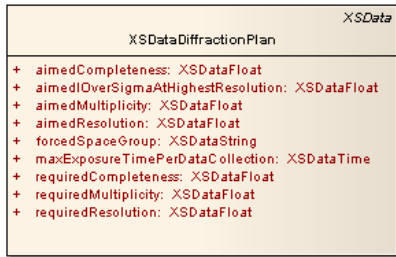 XSData
XSDataDiffractionPlan
+ aimedCompleteness: XSDataFloat
+ aimedIOverSigmaAtHighestResolution: XSDataFloat
+ aimedMultiplicity: XSDataFloat
+ aimedResolution: XSDataFloat
+ forcedSpaceGroup: XSDataString
+ maxExposureTimePerDataCollection: XSDataTime
+ requiredCompleteness: XSDataFloat
+ requiredMultiplicity: XSDataFloat
+ requiredResolution: XSDataFloat